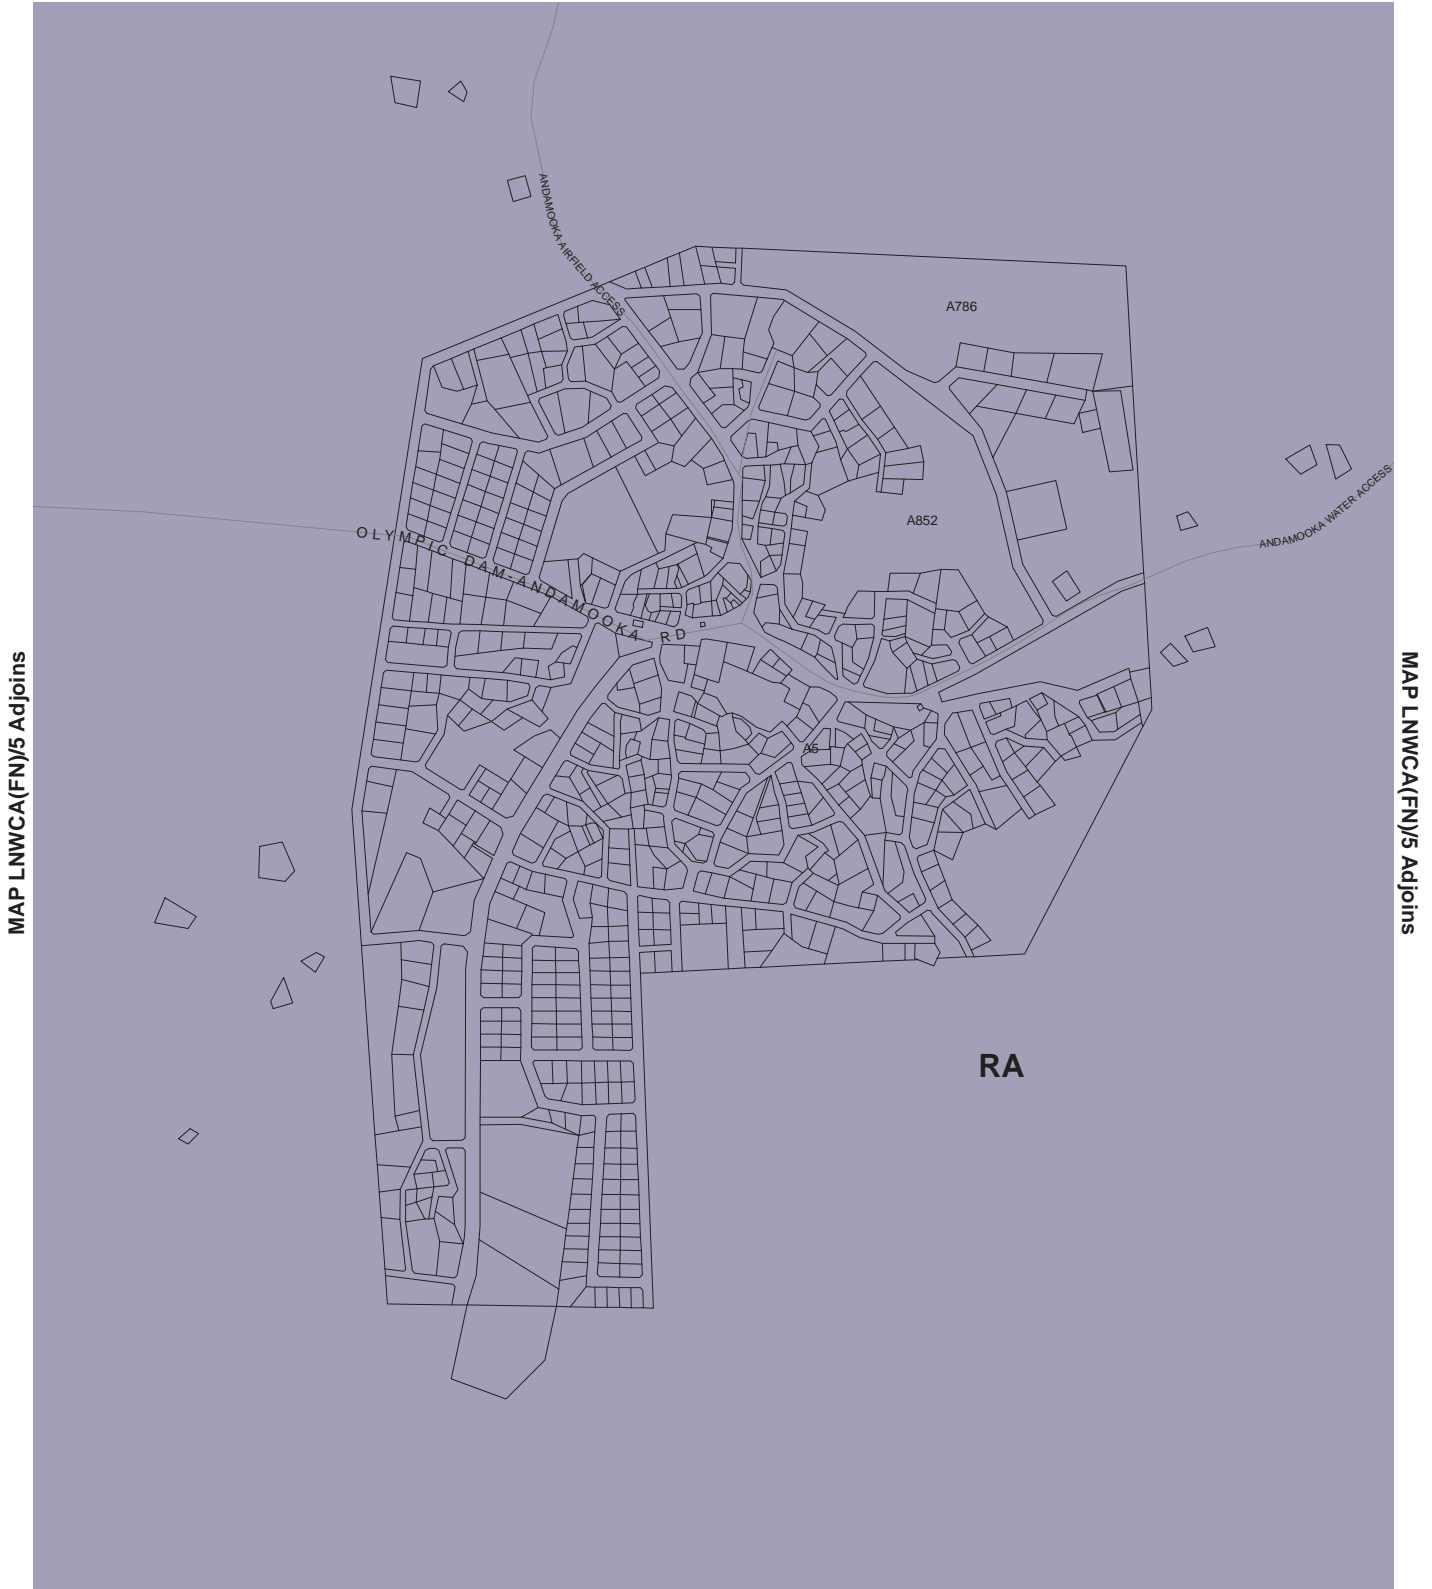 ANDAMOOKA AIRFIELD ACCESS
A786
ANDAMOOKA WATER ACCESS
A852
OLYMPIC DAM-ANDAMOOKA RD
MAP LNWCA(FN)/5 Adjoins
MAP LNWCA(FN)/5 Adjoins
A5
RA